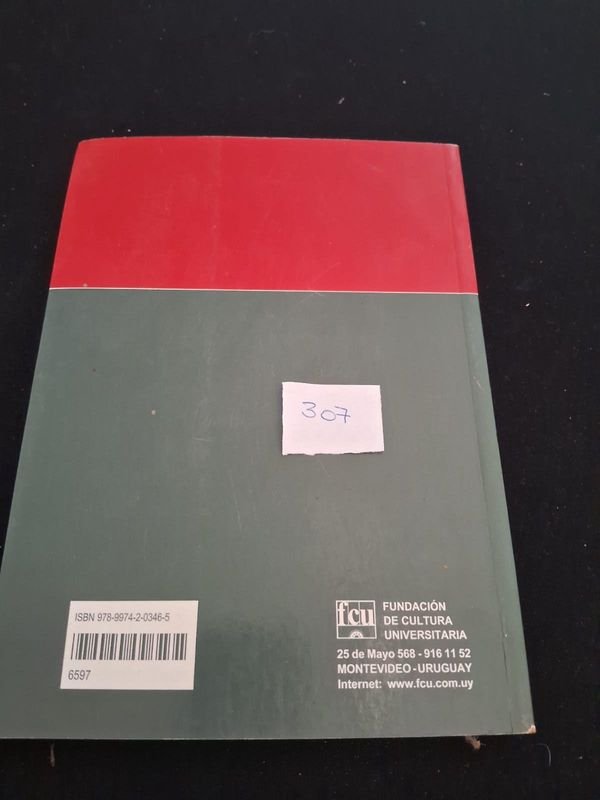 307
ISBN 978-9974-2-0346-5
6597
fcu
FUNDACIÓN
DE CULTURA
UNIVERSITARIA
25 de Mayo 568 - 916 11 52
MONTEVIDEO - URUGUAY
Internet: www.fcu.com.uy